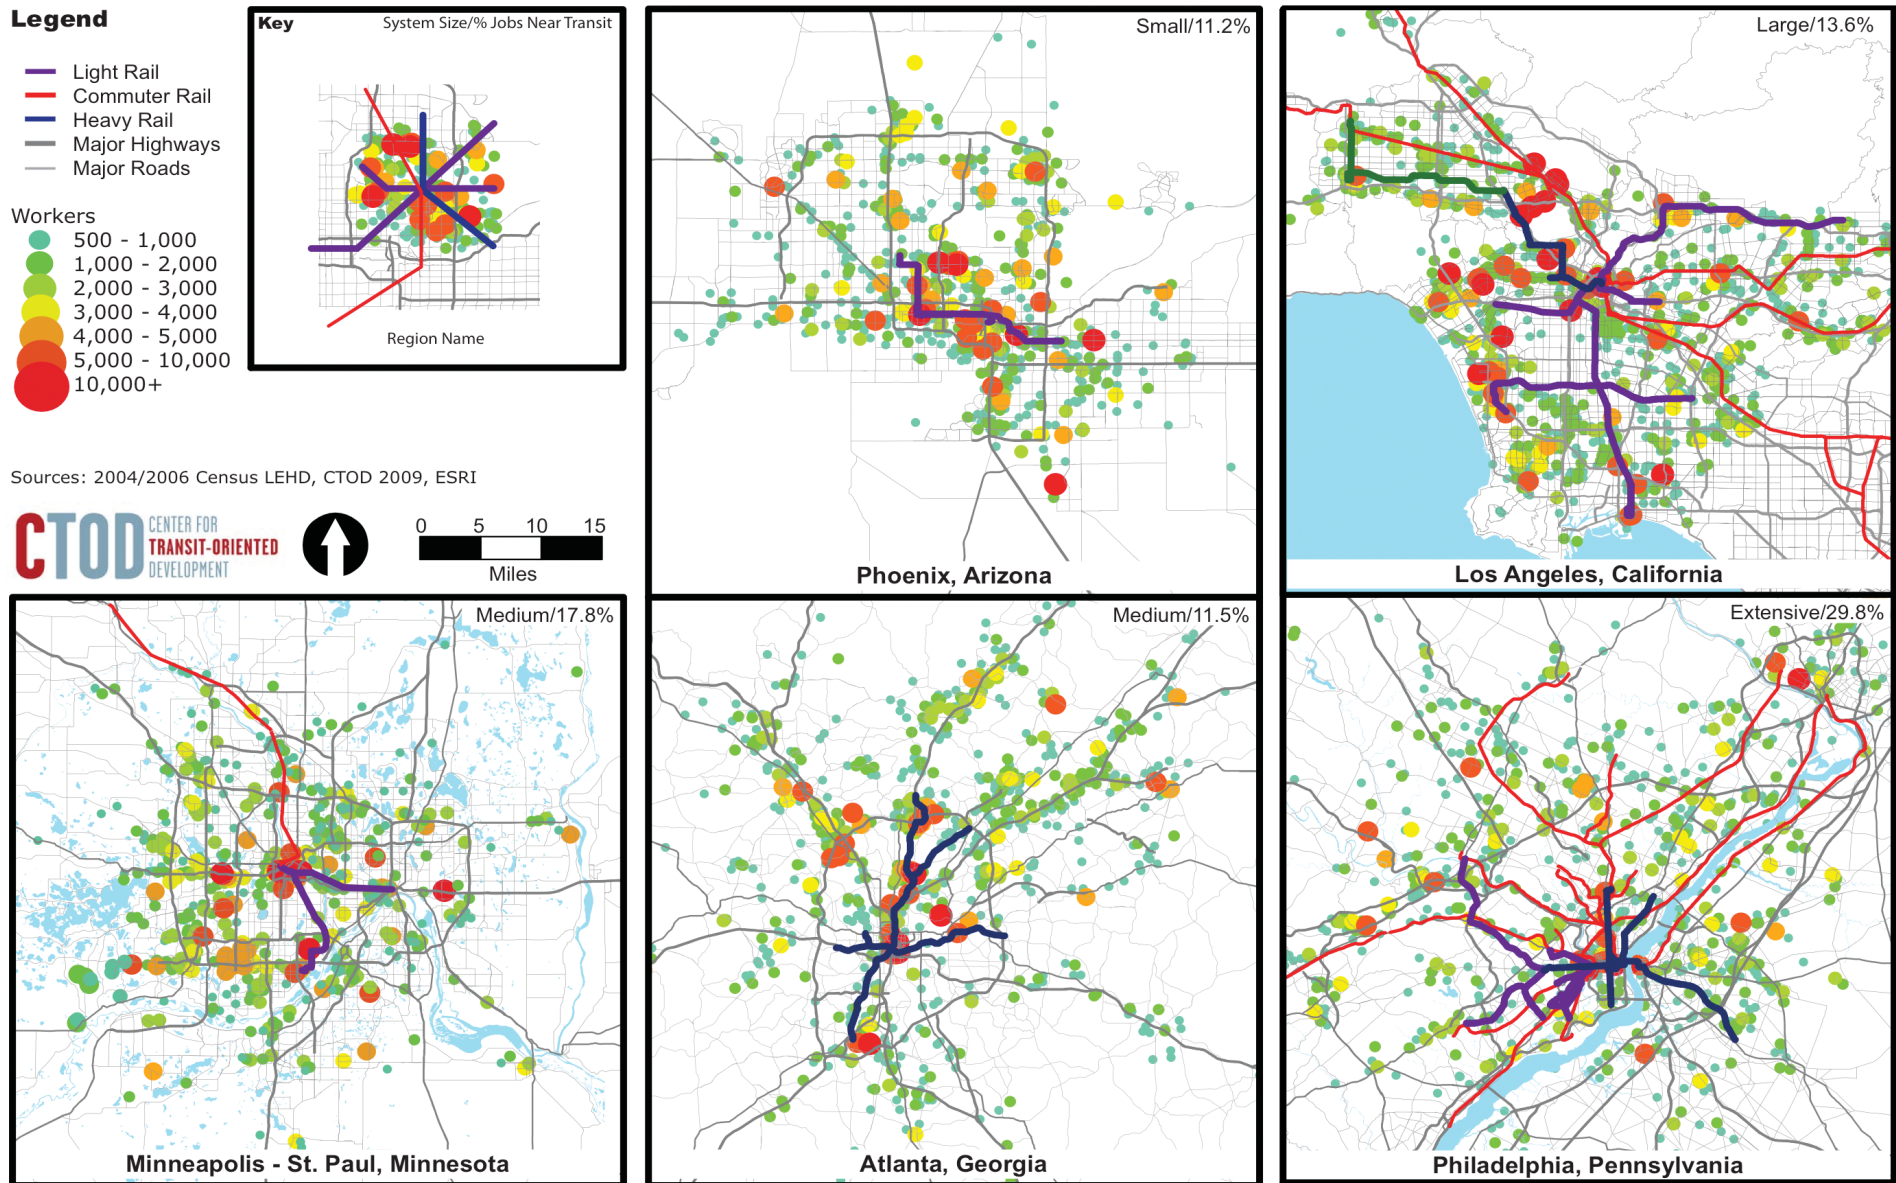 Legend
Light Rail
Commuter Rail
Heavy Rail
Major Highways
Major Roads
Workers
500 - 1,000
1,000 - 2,000
2,000 - 3,000
3,000 - 4,000
4,000 - 5,000
5,000 - 10,000
10,000+
Key
System Size/% Jobs Near Transit
Region Name
Sources: 2004/2006 Census LEHD, CTOD 2009, ESRI
CTOD
CENTER FOR
TRANSIT-ORIENTED
DEVELOPMENT
0 5 10 15
Miles
Small/11.2%
Phoenix, Arizona
Large/13.6%
Los Angeles, California
Medium/17.8%
Minneapolis - St. Paul, Minnesota
Medium/11.5%
Atlanta, Georgia
Extensive/29.8%
Philadelphia, Pennsylvania